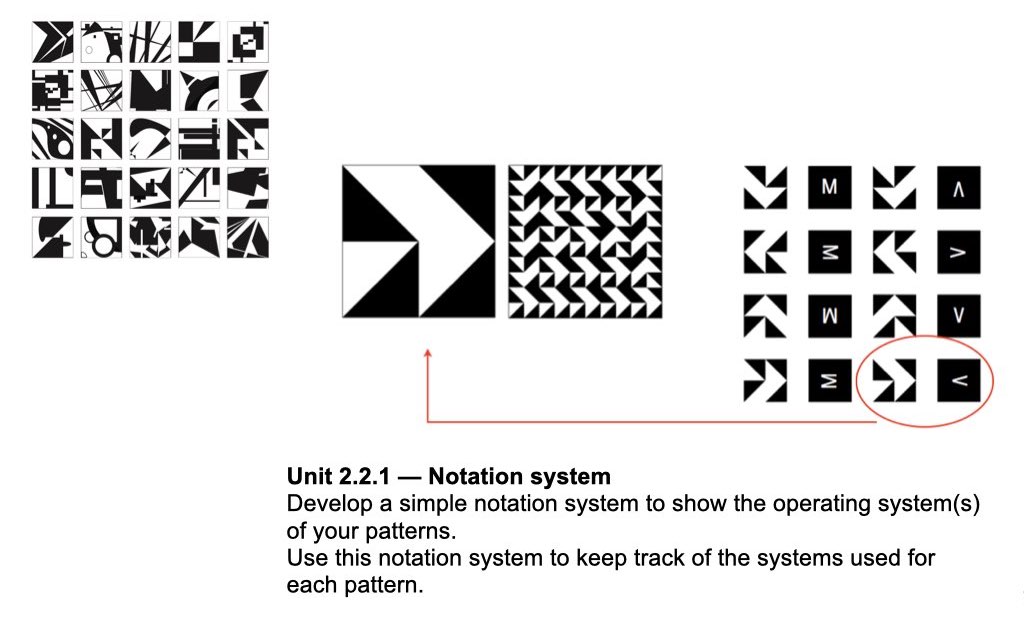 M Λ
M Λ
M Λ
M Λ
Unit 2.2.1 — Notation system
Develop a simple notation system to show the operating system(s)
of your patterns.
Use this notation system to keep track of the systems used for
each pattern.